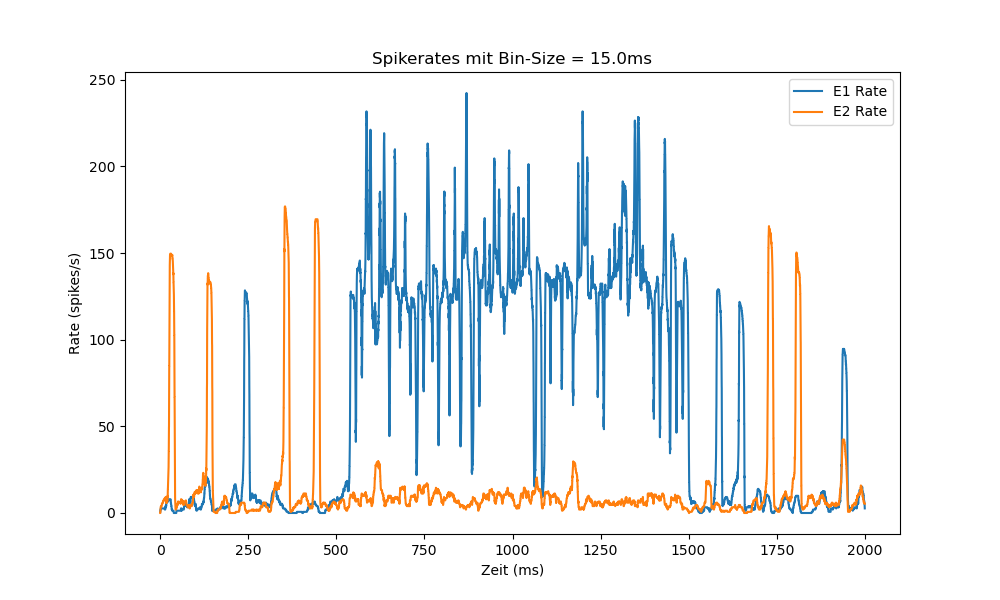 Spikerates mit Bin-Size = 15.0ms
E1 Rate
E2 Rate
Rate (spikes/s)
250
200
150
100
50
0
0 250 500 750 1000 1250 1500 1750 2000
Zeit (ms)